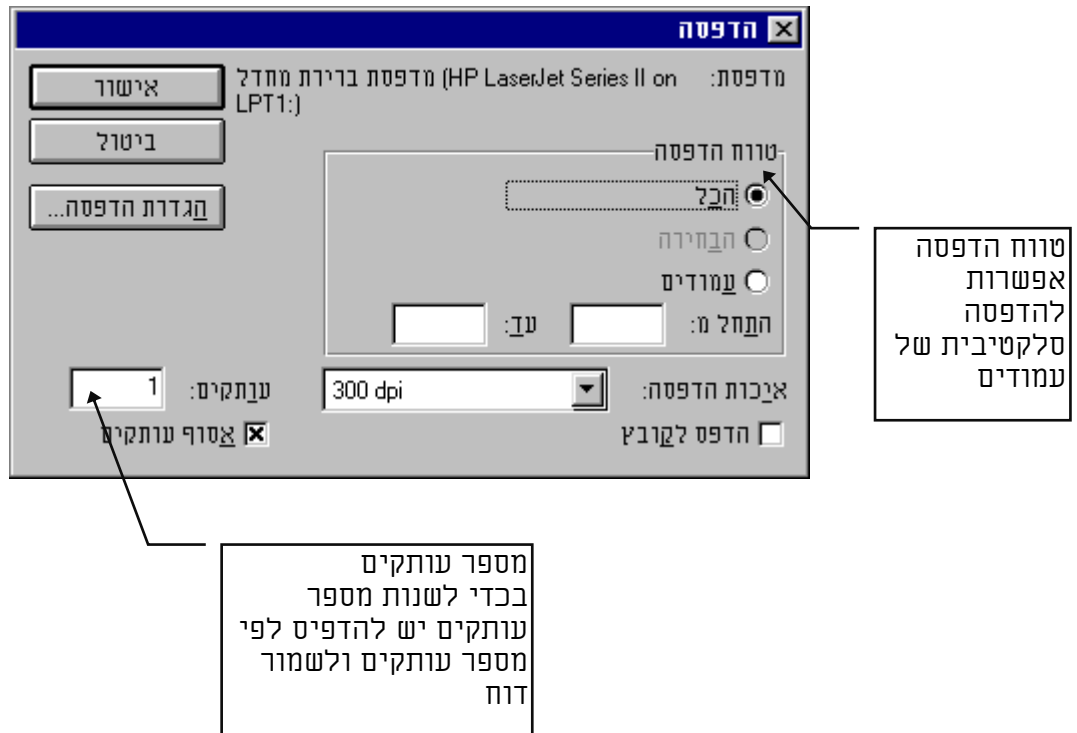 הדפסה
מדפסת: מדפסת ברירת מחדל (HP LaserJet Series II on
LPT1:)
אישור
ביטול
הגדרת הדפסה...
טווח הדפסה
הכל
הבחירה
עמודים
התחל מ: עד:
איכות הדפסה: 300 dpi
עותקים: 1
הדפס לקובץ
אסוף עותקים
טווח הדפסה
אפשרות
להדפסה
סלקטיבית של
עמודים
מספר עותקים
בכדי לשנות מספר
עותקים יש להדפיס לפי
מספר עותקים ולשמור
דוח